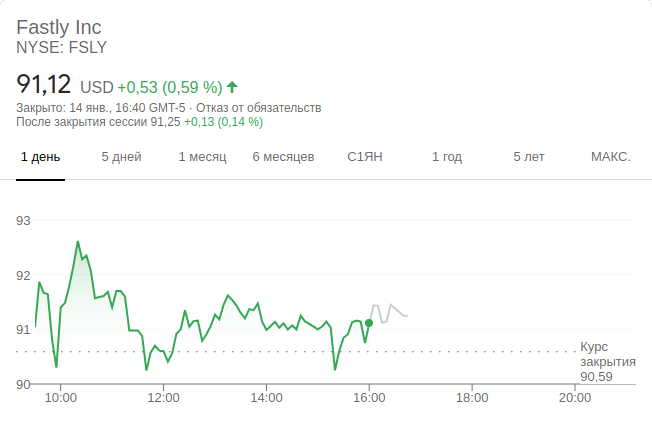 Fastly Inc
NYSE: FSLY
91,12 USD +0,53 (0,59 %)
Закрыто: 14 янв., 16:40 GMT-5 · Отказ от обязательств
После закрытия сессии 91,25 +0,13 (0,14 %)
1 день 5 дней 1 месяц 6 месяцев С1ЯН 1 год 5 лет МАКС.
93
92
91
90
Курс
закрытия
90,59
10:00 12:00 14:00 16:00 18:00 20:00